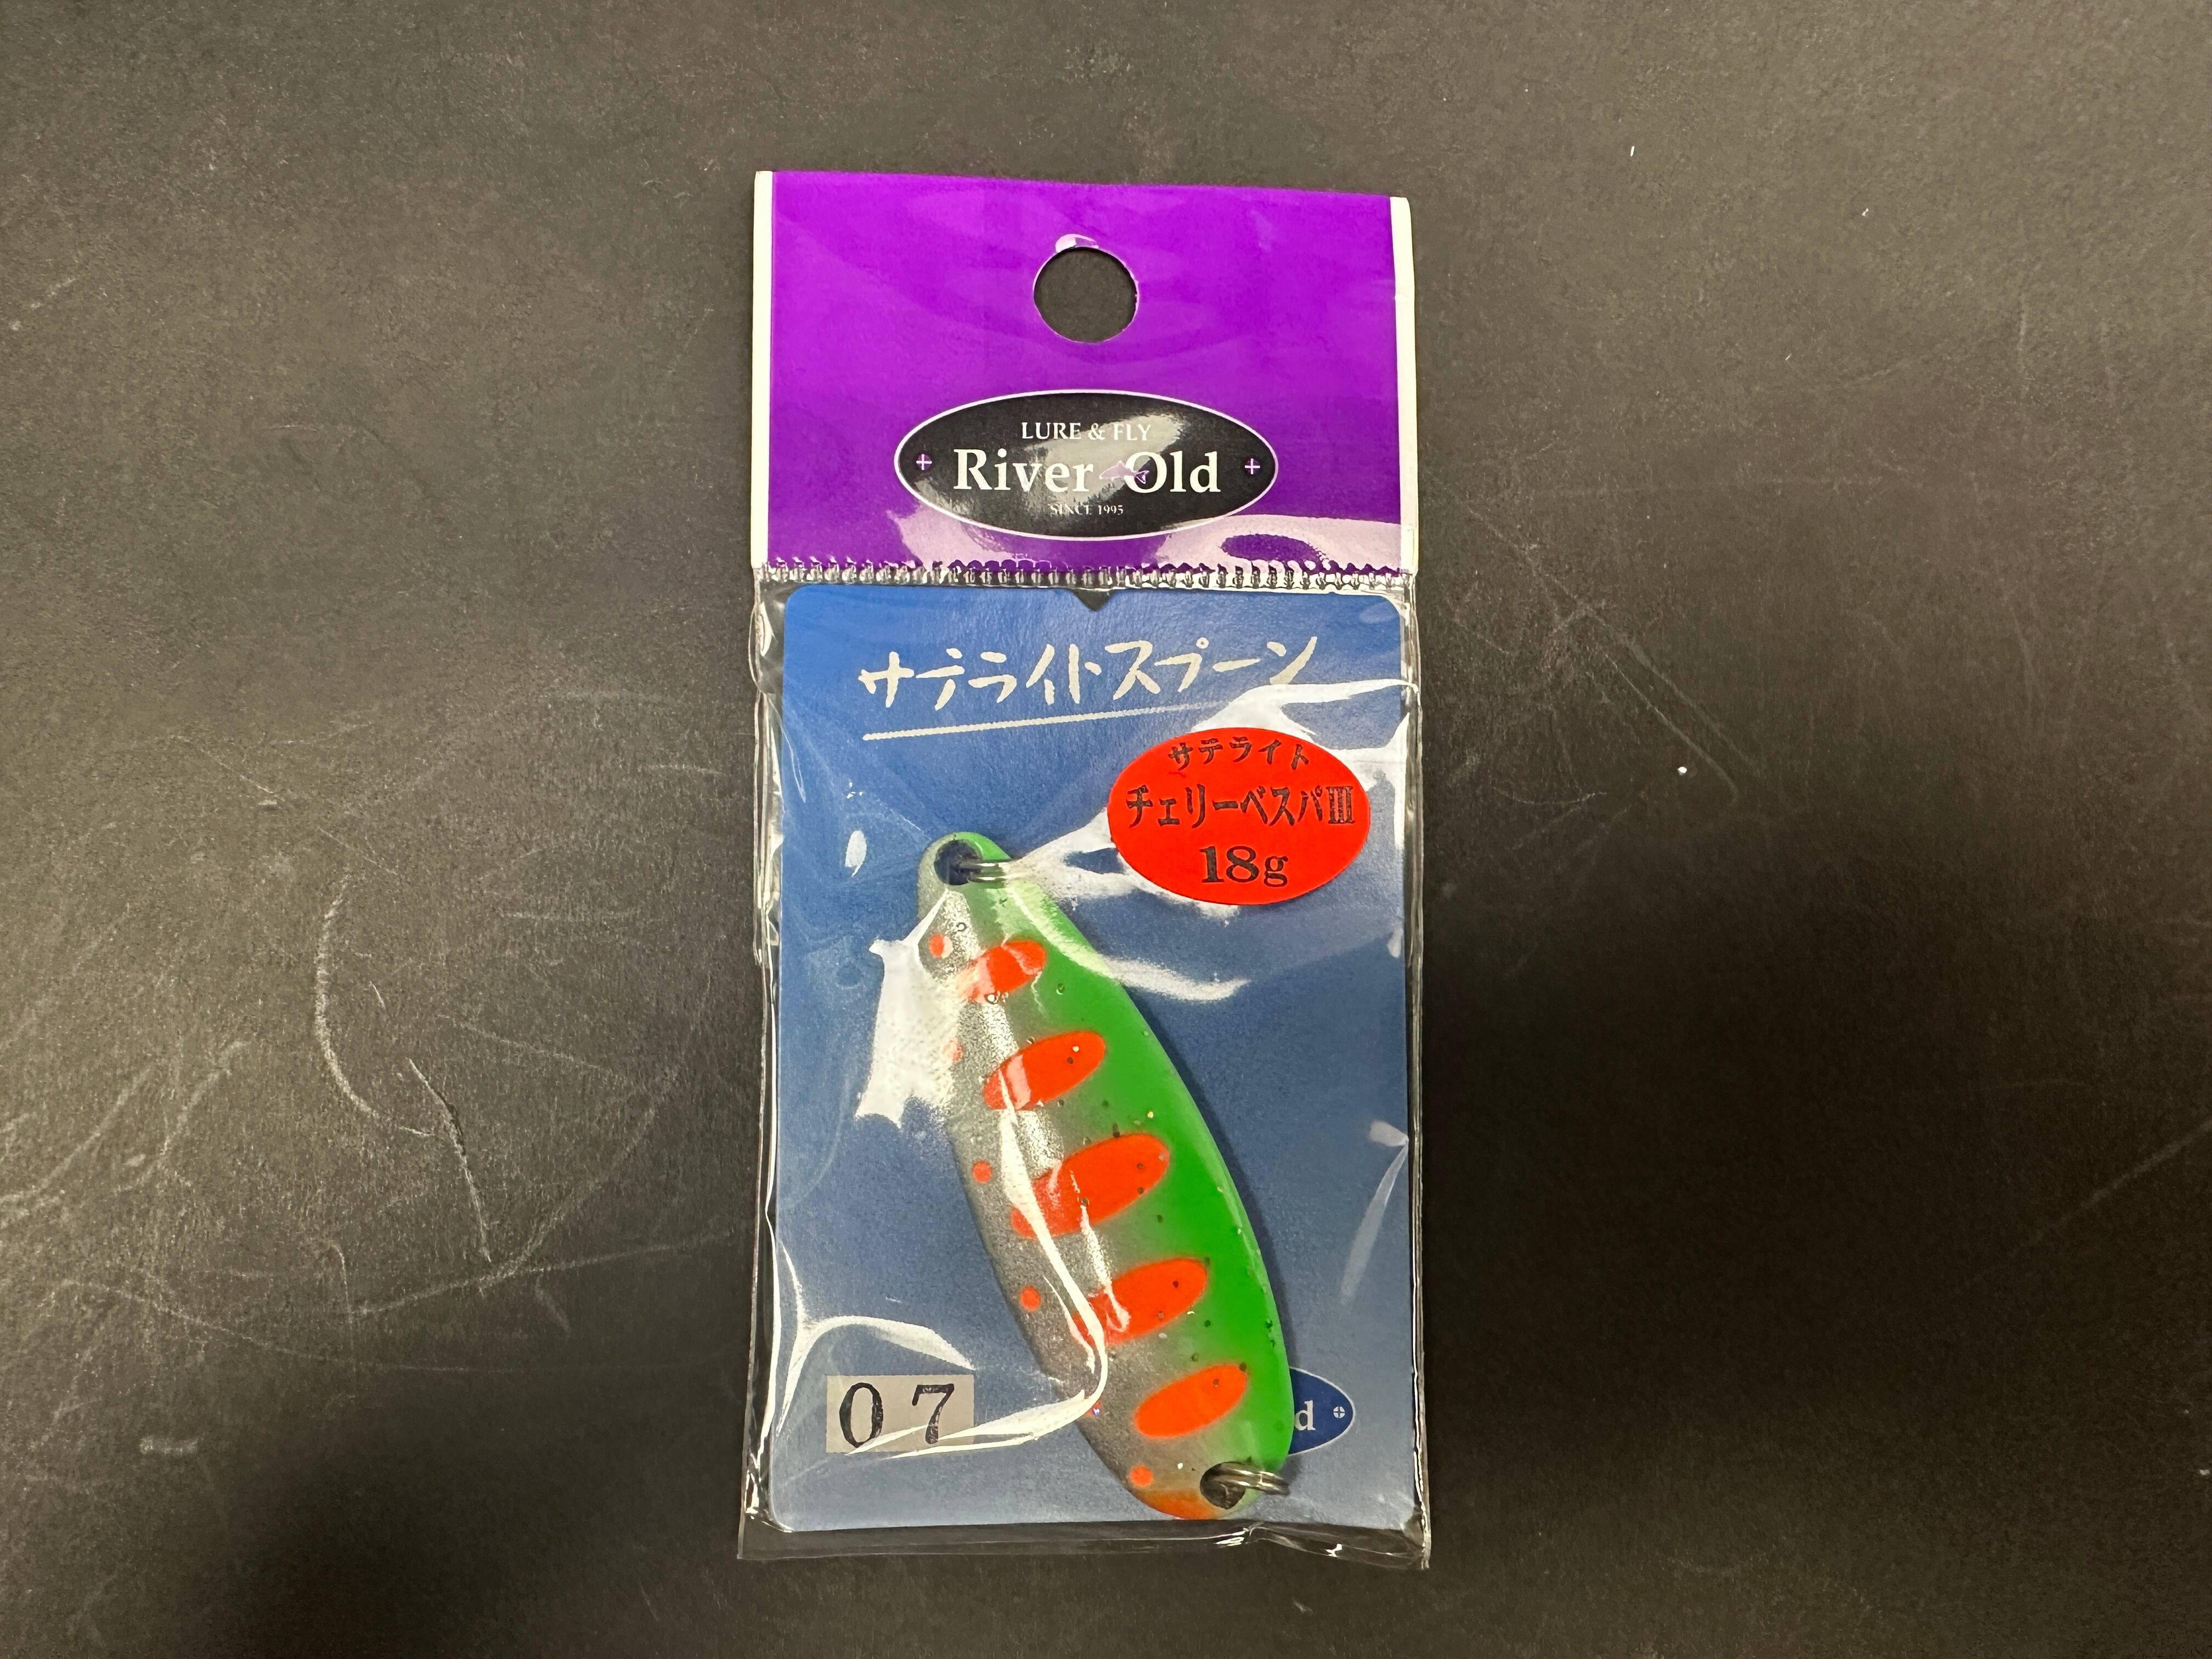 LURE & FLY
River Old
SINCE 1995
サテライトスプーン
サテライト
チェリーベスパⅢ
18g
07
d